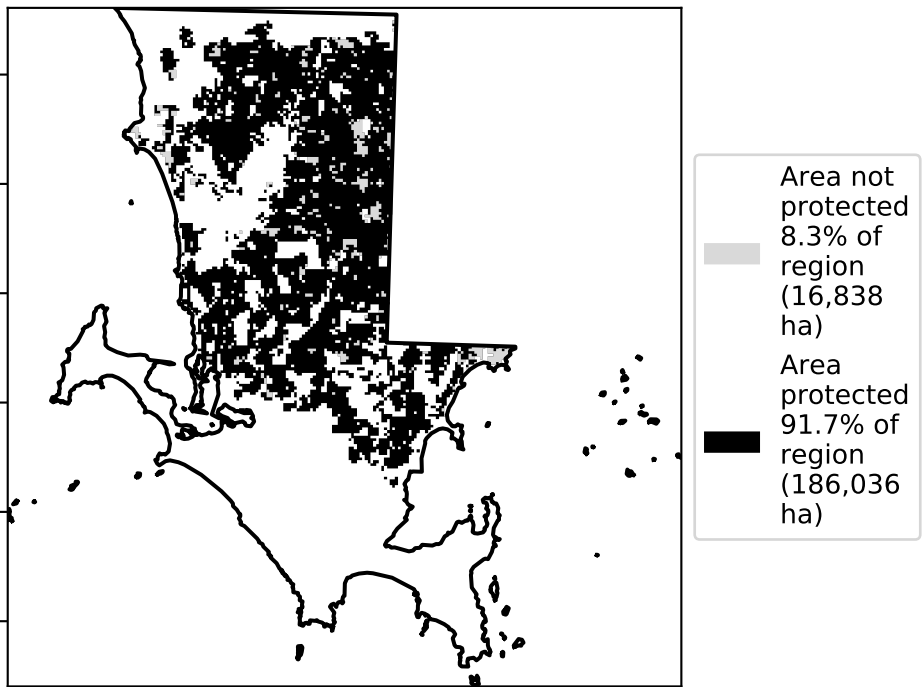 Area not
protected
8.3% of
region
(16,838
ha)
Area
protected
91.7% of
region
(186,036
ha)